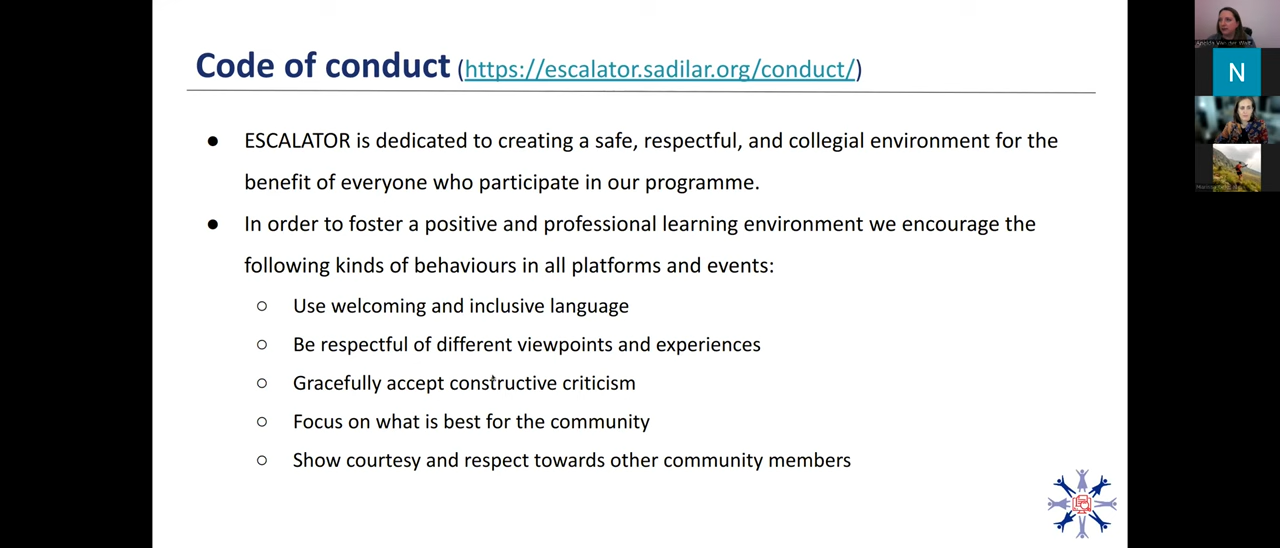 Code of conduct (https://escalator.sadilar.org/conduct/)
● ESCALATOR is dedicated to creating a safe, respectful, and collegial environment for the
benefit of everyone who participate in our programme.
● In order to foster a positive and professional learning environment we encourage the
following kinds of behaviours in all platforms and events:
○ Use welcoming and inclusive language
○ Be respectful of different viewpoints and experiences
○ Gracefully accept constructive criticism
○ Focus on what is best for the community
○ Show courtesy and respect towards other community members
N